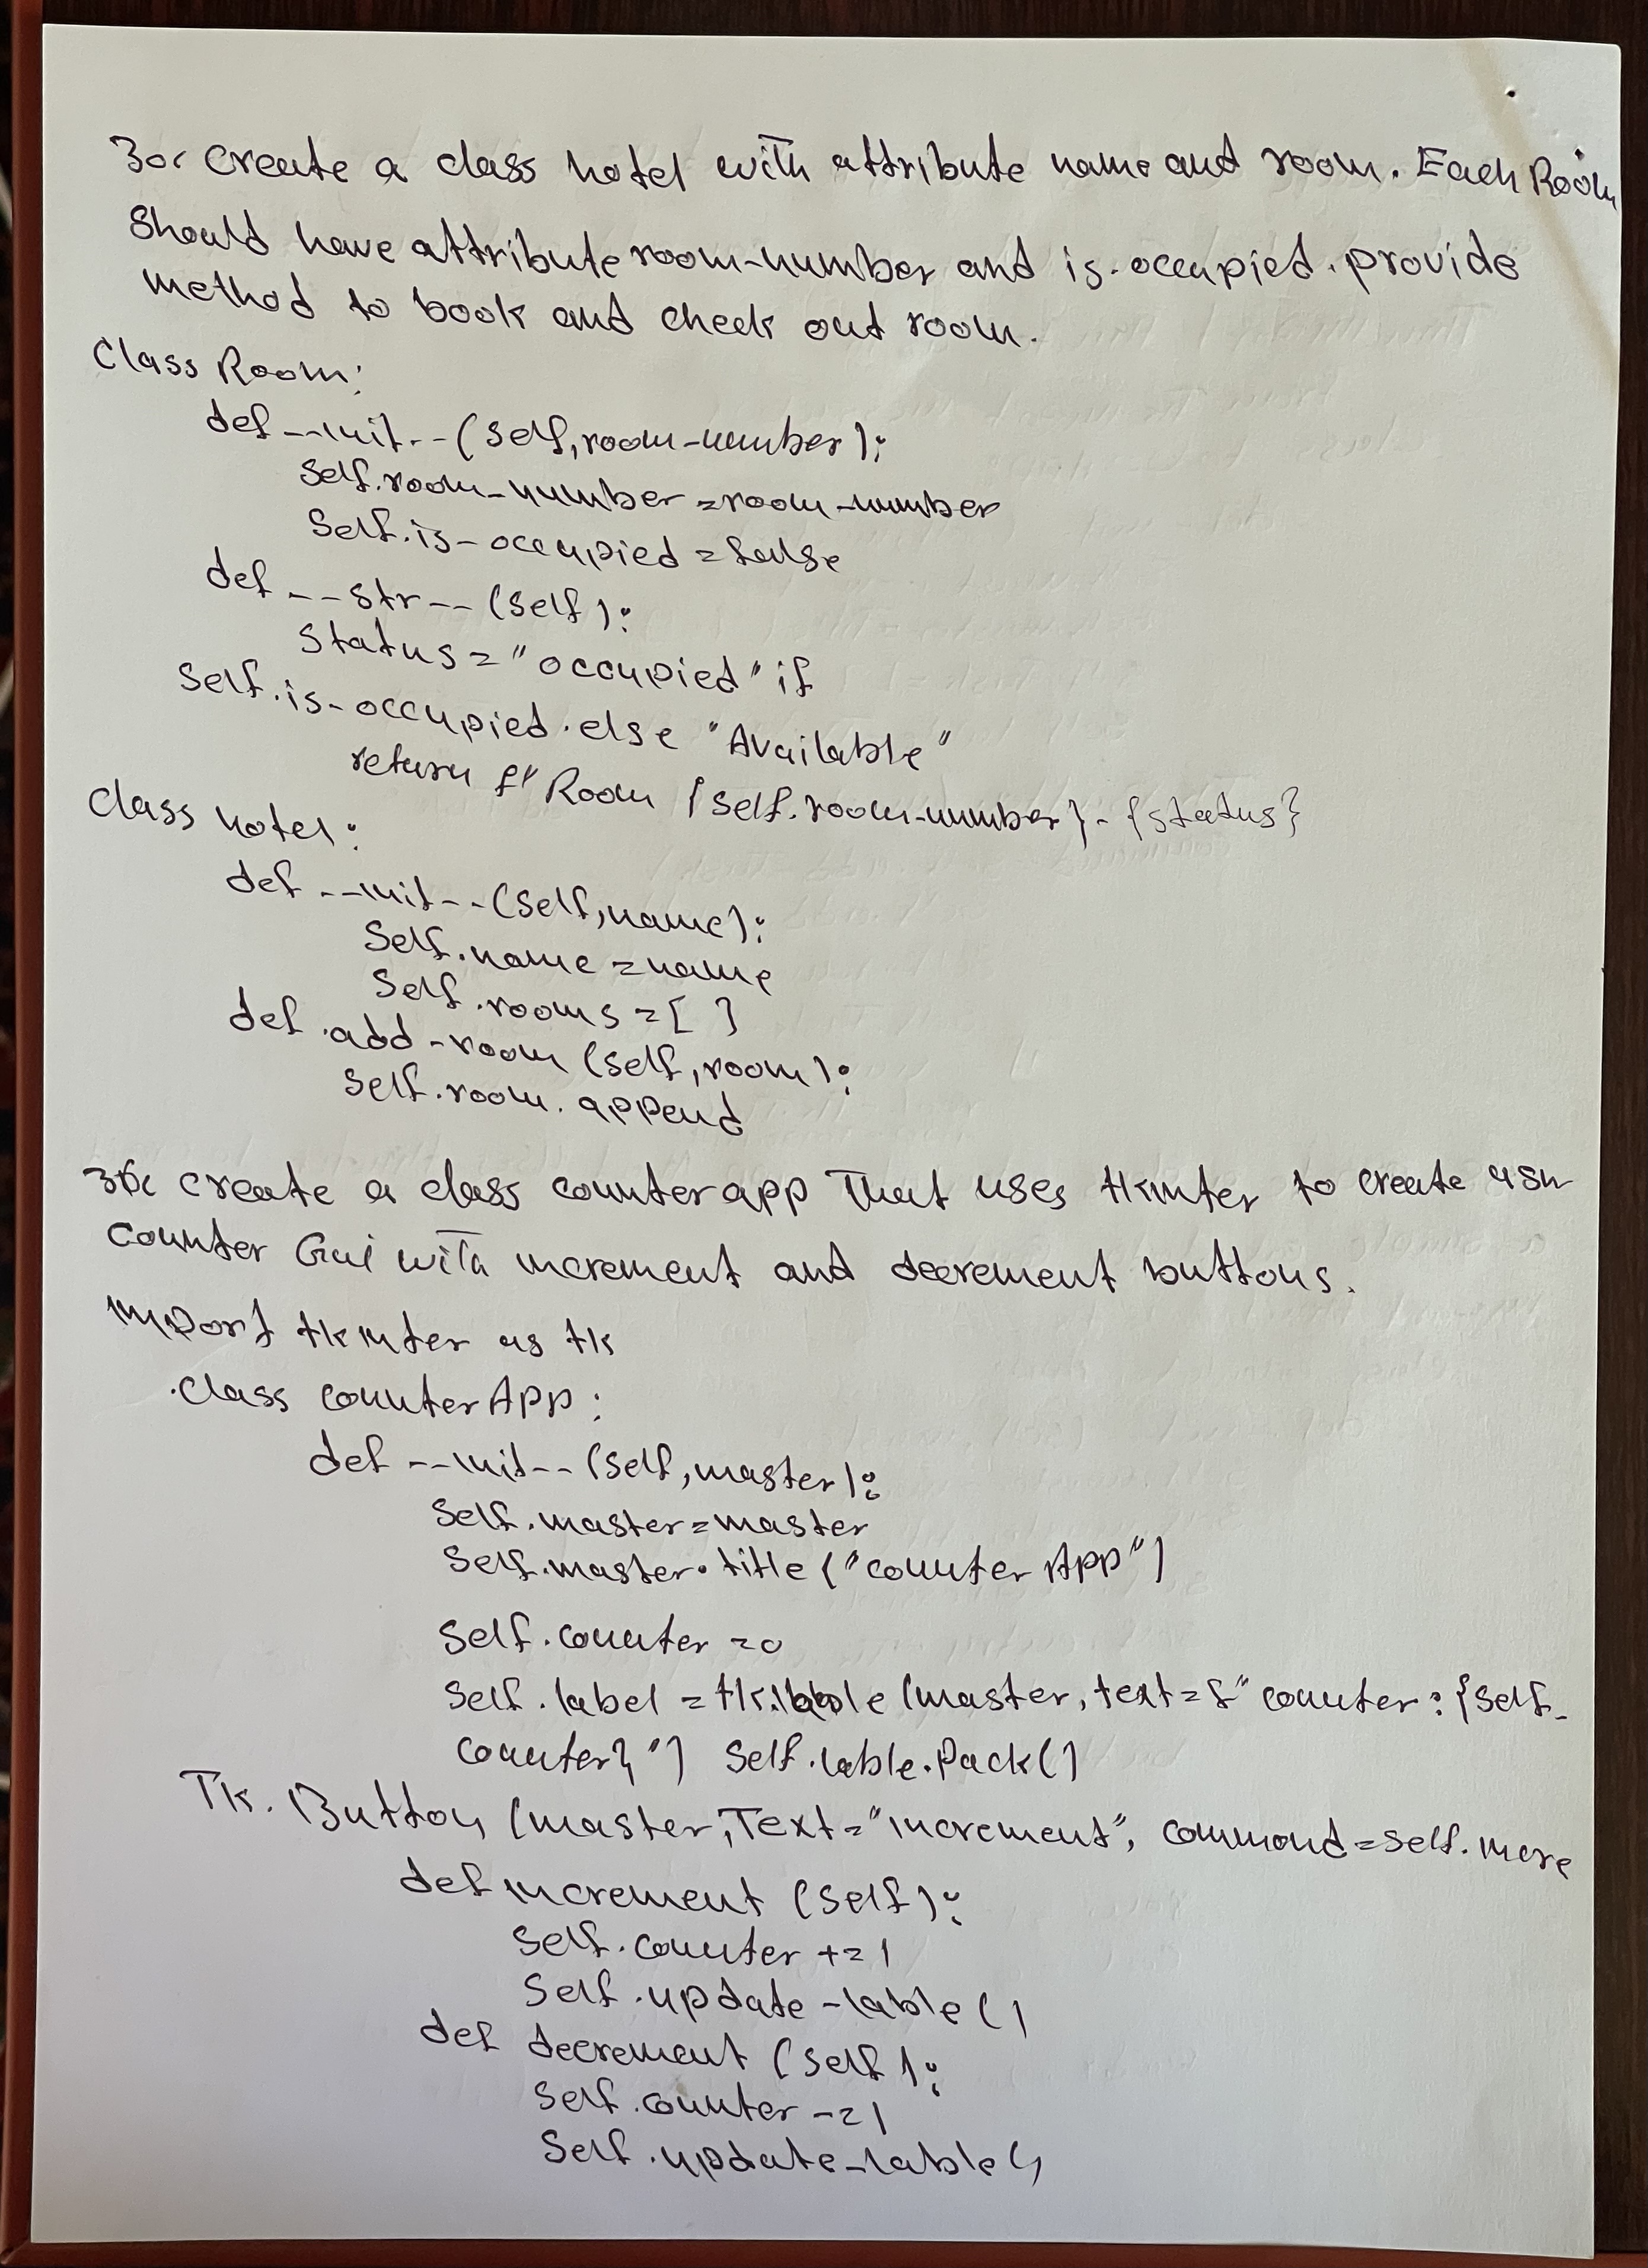 30. Create a class hotel with attribute name and room. Each Room
Should have attribute room-number and is-occupied. provide
method to book and check out room.
Class Room:
def --init-- (self, room-number):
Self.room-number = room-number
Self.is-occupied = false
def --str-- (self):
Status = "occupied" if
Self.is-occupied.else "Available"
return f" Room {self.room-number} - {status}
Class hotel:
def --init-- (self, name):
Self.name = name
Self.rooms = [ ]
def .add-room (self, room):
self.room.append
create a class counter app That uses tkinter to create
Counter Gui with increment and decrement buttons.
import tkinter as tk
.class counterApp:
def --init-- (self, master):
Self.master = master
Self.master.title ("counter App")
Self.counter = 0
Self.label = (master, text = f" counter: {self.
counter} ") Self.lable.Pack()
Tk.Button (master, Text = "increment", command = self.incre
def increment (self):
Self.counter += 1
Self.update-lable ()
def decrement (self):
Self.counter -= 1
Self.update-lable ()